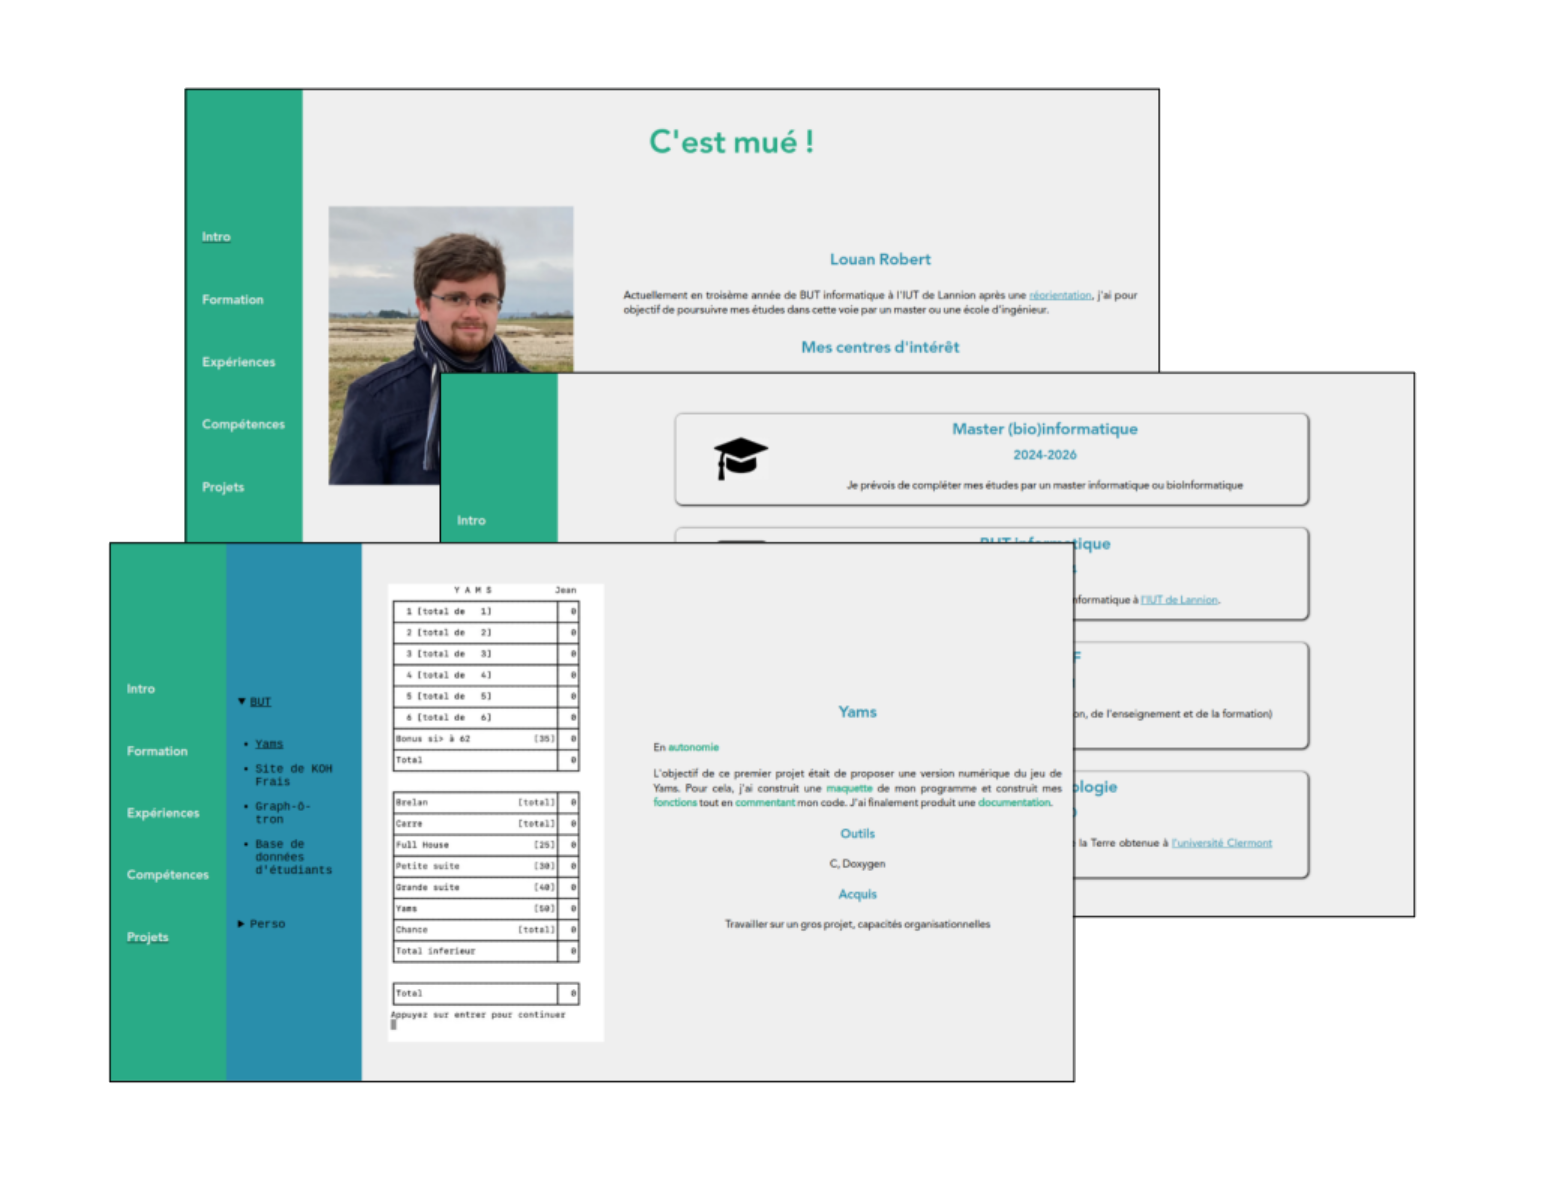 C'est mué !
Intro
Formation
Expériences
Compétences
Projets
Louan Robert
Actuellement en troisème année de BUT informatique à l'IUT de Lannion après une réorientation, j'ai pour
objectif de poursuivre mes études dans cette voie par un master ou une école d'ingénieur.
Mes centres d'intérêt
Intro
Master (bio)informatique
2024-2026
Je prévois de compléter mes études par un master informatique ou bioInformatique
BUT informatique
nformatique à l'IUT de Lannion.
F
on, de l'enseignement et de la formation)
ologie
la Terre obtenue à l'université Clermont
Intro
Formation
Expériences
Compétences
Projets
▼ BUT
• Yams
• Site de KOH
Frais
• Graph-ô-
tron
• Base de
données
d'étudiants
▶ Perso
Y A M S Jean
1 [total de 1] 0
2 [total de 2] 0
3 [total de 3] 0
4 [total de 4] 0
5 [total de 5] 0
6 [total de 6] 0
Bonus si> à 62 [35] 0
Total 0
Brelan [total] 0
Carre [total] 0
Full House [25] 0
Petite suite [30] 0
Grande suite [40] 0
Yams [50] 0
Chance [total] 0
Total inferieur 0
Total 0
Appuyez sur entrer pour continuer
Yams
En autonomie
L'objectif de ce premier projet était de proposer une version numérique du jeu de
Yams. Pour cela, j'ai construit une maquette de mon programme et construit mes
fonctions tout en commentant mon code. J'ai finalement produit une documentation.
Outils
C, Doxygen
Acquis
Travailler sur un gros projet, capacités organisationnelles